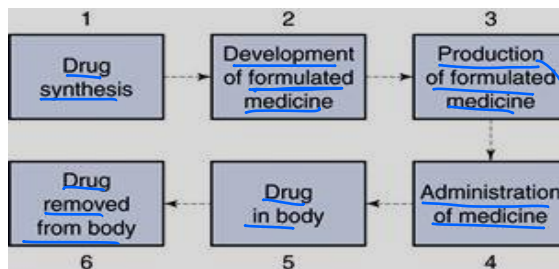 1
Drug
synthesis
2
Development
of formulated
medicine
3
Production
of formulated
medicine
Administration
of medicine
4
Drug
in body
5
Drug
removed
from body
6